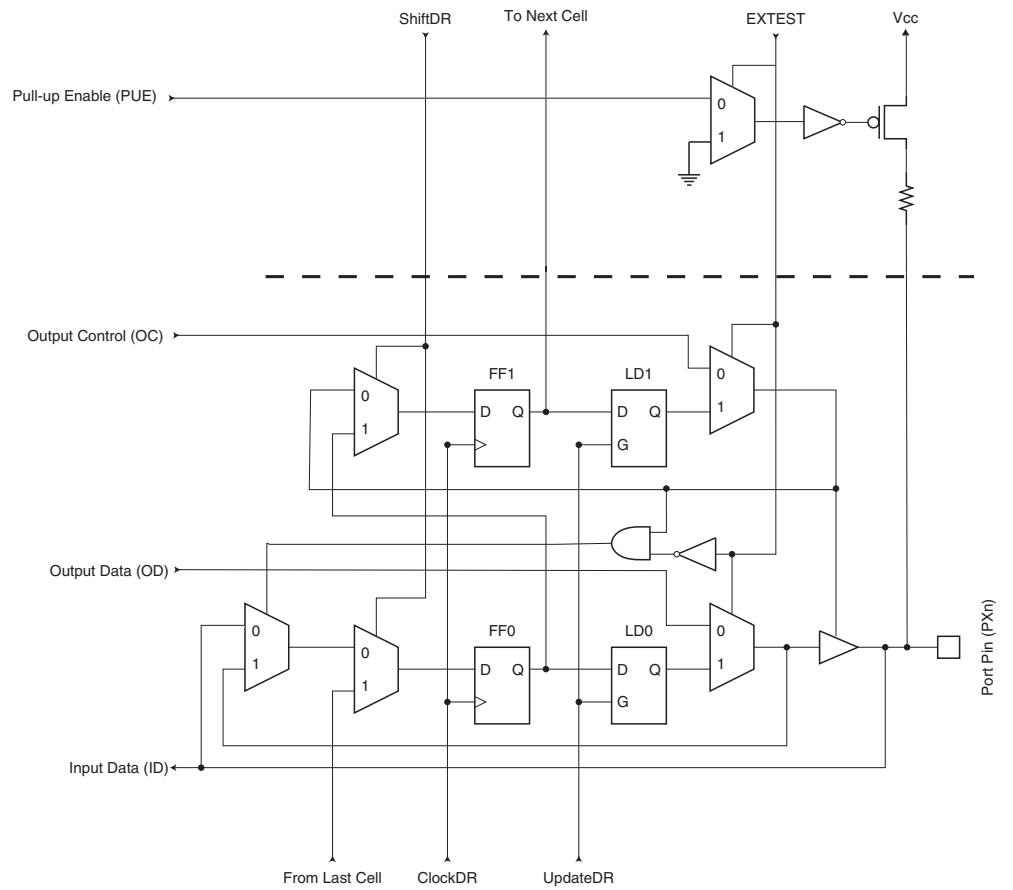 ShiftDR
To Next Cell
EXTEST
Vcc
Pull-up Enable (PUE)
0
1
Output Control (OC)
FF1
LD1
0
0
1
D Q
D Q
1
G
Output Data (OD)
FF0
LD0
0
0
0
1
D Q
D Q
1
1
G
Port Pin (PXn)
Input Data (ID)
From Last Cell
ClockDR
UpdateDR